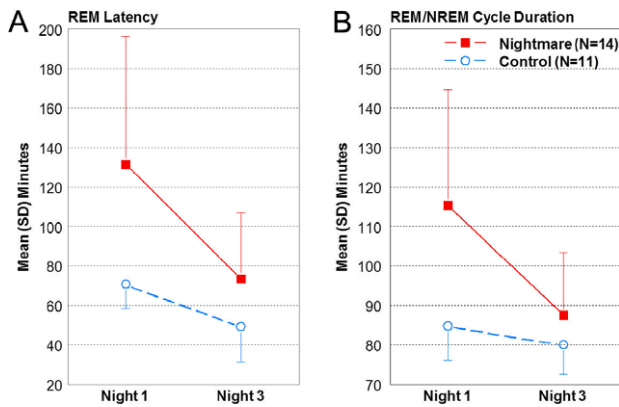 A
REM Latency
Mean (SD) Minutes
200
180
160
140
120
100
80
60
40
20
Night 1
Night 3
B
REM/NREM Cycle Duration
Nightmare (N=14)
Control (N=11)
Mean (SD) Minutes
160
150
140
130
120
110
100
90
80
70
Night 1
Night 3